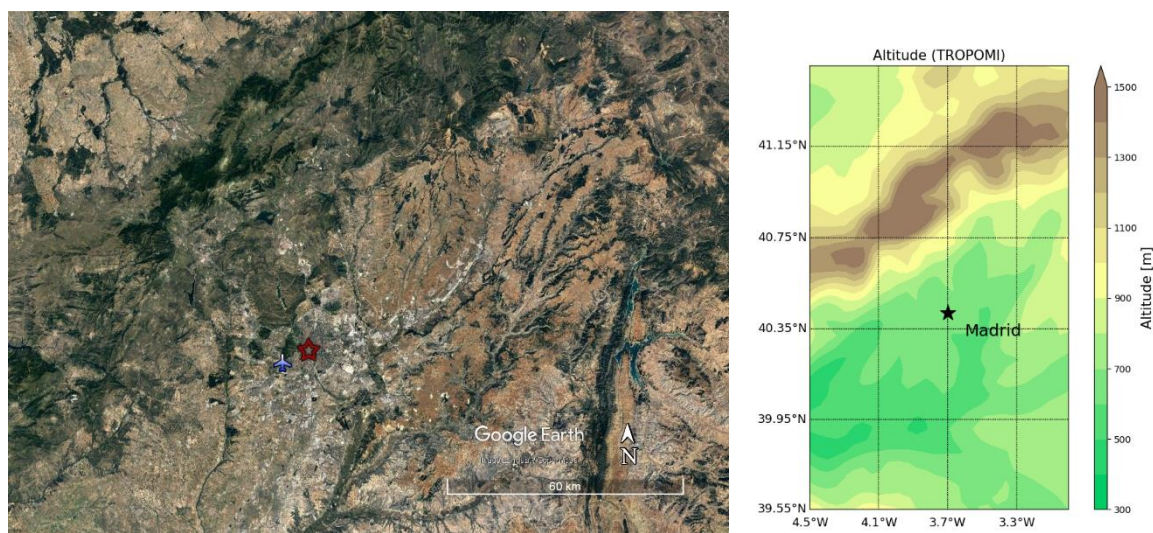 Google Earth
N
60 km
Altitude (TROPOMI)
41.15°N
40.75°N
40.35°N
39.95°N
39.55°N
4.5°W
4.1°W
3.7°W
3.3°W
Madrid
1500
1300
1100
900
700
500
300
Altitude [m]